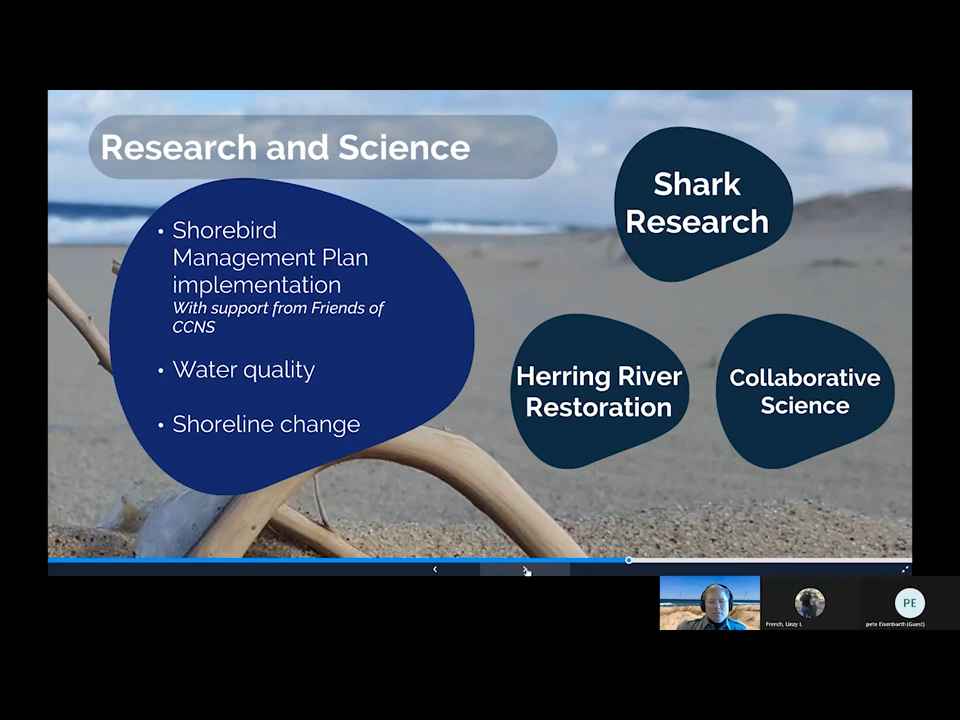 Research and Science
• Shorebird
Management Plan
implementation
With support from Friends of
CCNS
• Water quality
• Shoreline change
Shark
Research
Herring River
Restoration
Collaborative
Science
PE
French, Linzy L
pete Eisenbarth (Guest)